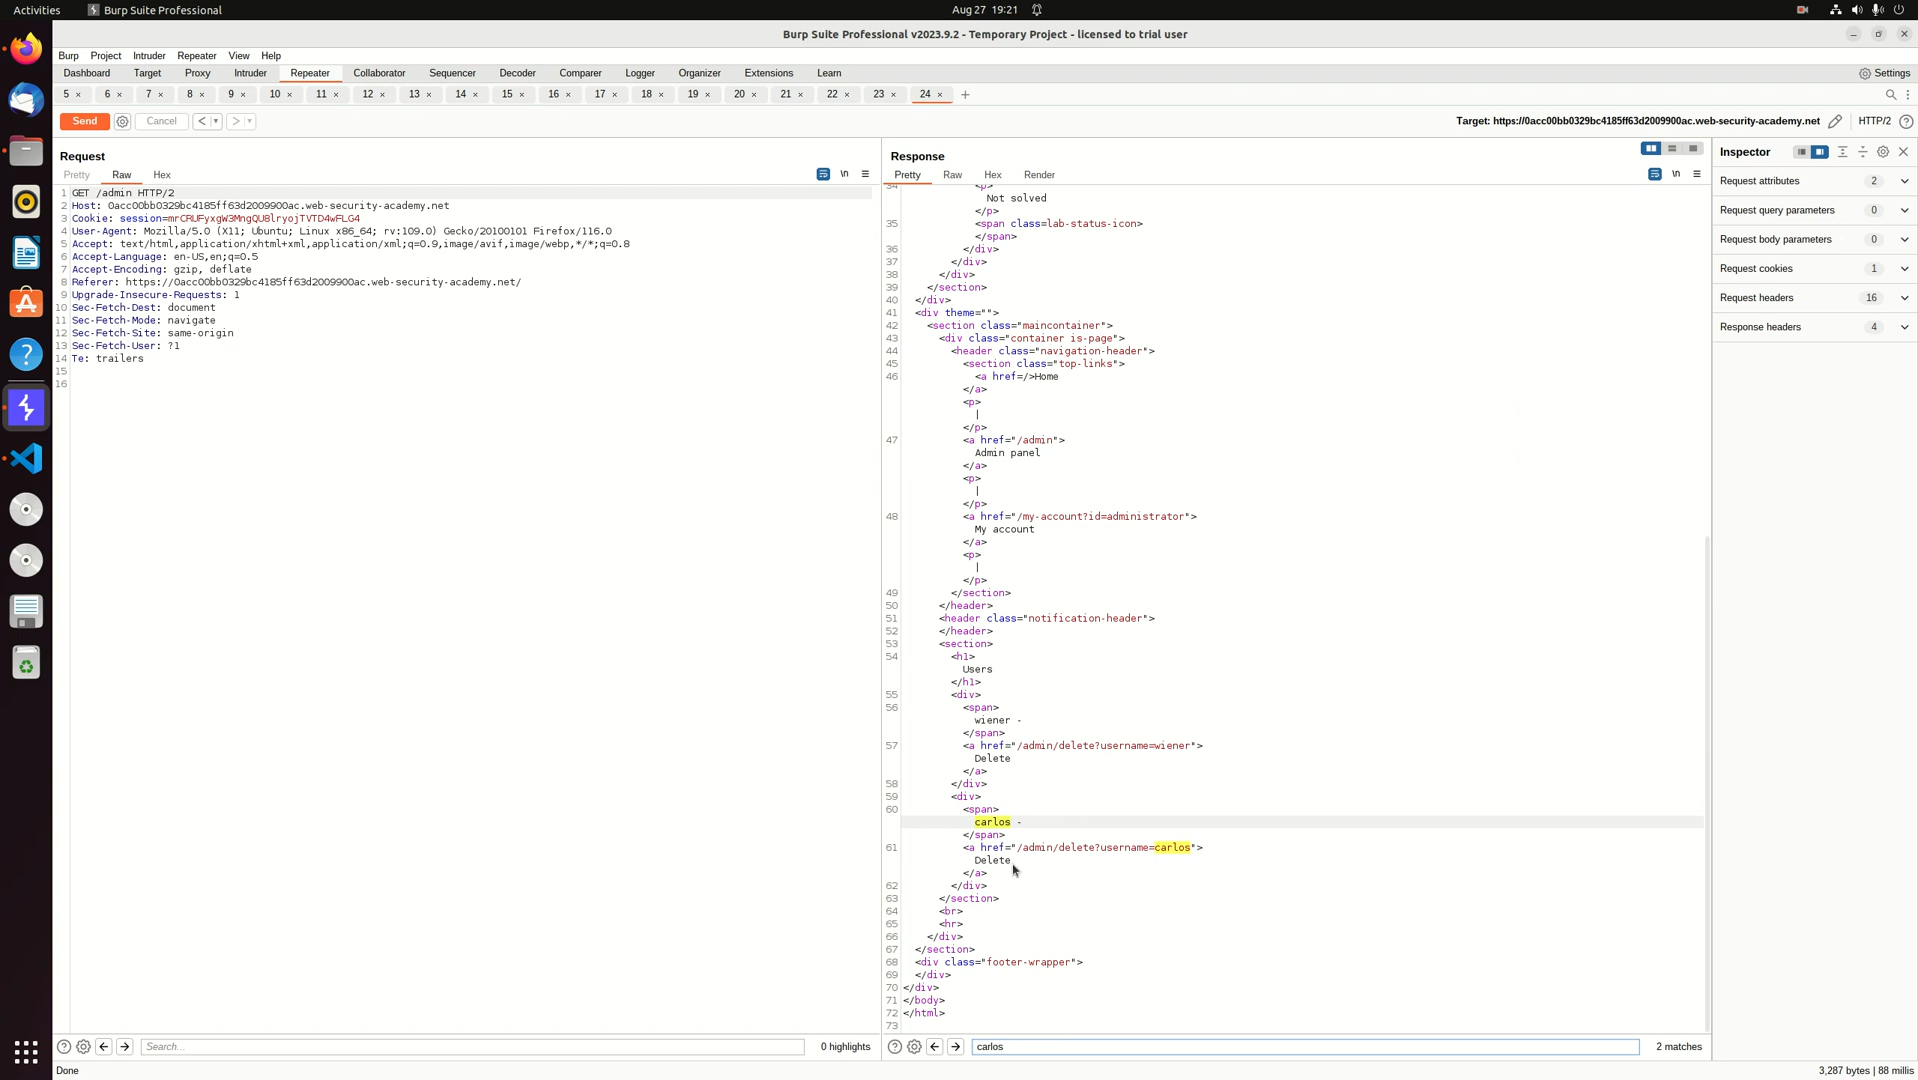 Activities
Burp Suite Professional
Aug 27 19:21
Burp Suite Professional v2023.9.2 - Temporary Project - licensed to trial user
Burp Project Intruder Repeater View Help
Dashboard Target Proxy Intruder Repeater Collaborator Sequencer Decoder Comparer Logger Organizer Extensions Learn
Settings
5 × 6 × 7 × 8 × 9 × 10 × 11 × 12 × 13 × 14 × 15 × 16 × 17 × 18 × 19 × 20 × 21 × 22 × 23 × 24 × +
Send Cancel < >
Target: https://0acc00bb0329bc4185ff63d2009900ac.web-security-academy.net
HTTP/2
Request
Pretty Raw Hex
\n
1 GET /admin HTTP/2
2 Host: 0acc00bb0329bc4185ff63d2009900ac.web-security-academy.net
3 Cookie: session=mrCRUFyxgW3MngQU8lryojTVTD4wFLG4
4 User-Agent: Mozilla/5.0 (X11; Ubuntu; Linux x86_64; rv:109.0) Gecko/20100101 Firefox/116.0
5 Accept: text/html,application/xhtml+xml,application/xml;q=0.9,image/avif,image/webp,*/*;q=0.8
6 Accept-Language: en-US,en;q=0.5
7 Accept-Encoding: gzip, deflate
8 Referer: https://0acc00bb0329bc4185ff63d2009900ac.web-security-academy.net/
9 Upgrade-Insecure-Requests: 1
10 Sec-Fetch-Dest: document
11 Sec-Fetch-Mode: navigate
12 Sec-Fetch-Site: same-origin
13 Sec-Fetch-User: ?1
14 Te: trailers
15
16
Search...
0 highlights
Response
Pretty Raw Hex Render
\n
34 <p>
Not solved
</p>
35 <span class=lab-status-icon>
</span>
36 </div>
37 </div>
38 </div>
39 </section>
40 </div>
41 <div theme="">
42 <section class="maincontainer">
43 <div class="container is-page">
44 <header class="navigation-header">
45 <section class="top-links">
46 <a href=/>Home
</a>
<p>
|
</p>
47 <a href="/admin">
Admin panel
</a>
<p>
|
</p>
48 <a href="/my-account?id=administrator">
My account
</a>
<p>
|
</p>
49 </section>
50 </header>
51 <header class="notification-header">
52 </header>
53 <section>
54 <h1>
Users
</h1>
55 <div>
56 <span>
wiener -
</span>
57 <a href="/admin/delete?username=wiener">
Delete
</a>
58 </div>
59 <div>
60 <span>
carlos -
</span>
61 <a href="/admin/delete?username=carlos">
Delete
</a>
62 </div>
63 </section>
64 <br>
65 <hr>
66 </div>
67 </section>
68 <div class="footer-wrapper">
69 </div>
70 </div>
71 </body>
72 </html>
73
carlos
2 matches
Inspector
Request attributes 2
Request query parameters 0
Request body parameters 0
Request cookies 1
Request headers 16
Response headers 4
Done
3,287 bytes | 88 millis